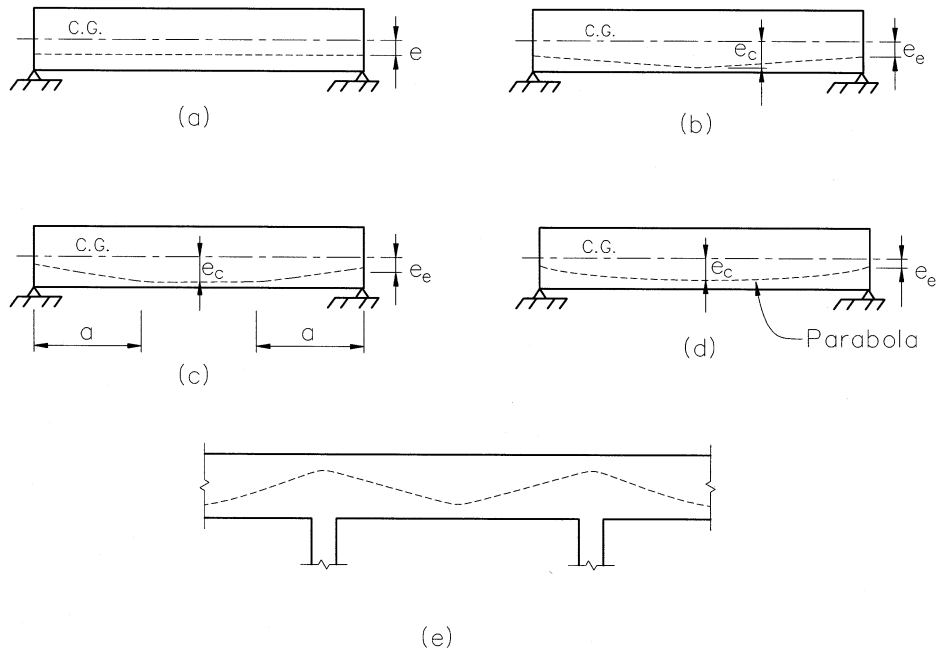 C.G.
e
(a)
C.G.
e_c
e_e
(b)
C.G.
e_c
e_e
a
a
(c)
C.G.
e_c
e_e
Parabola
(d)
(e)